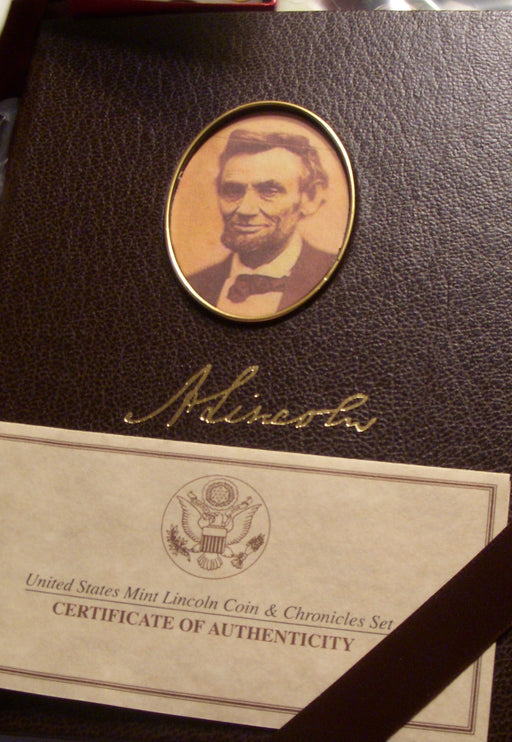 A. Lincoln
United States Mint Lincoln Coin & Chronicles Set
CERTIFICATE OF AUTHENTICITY